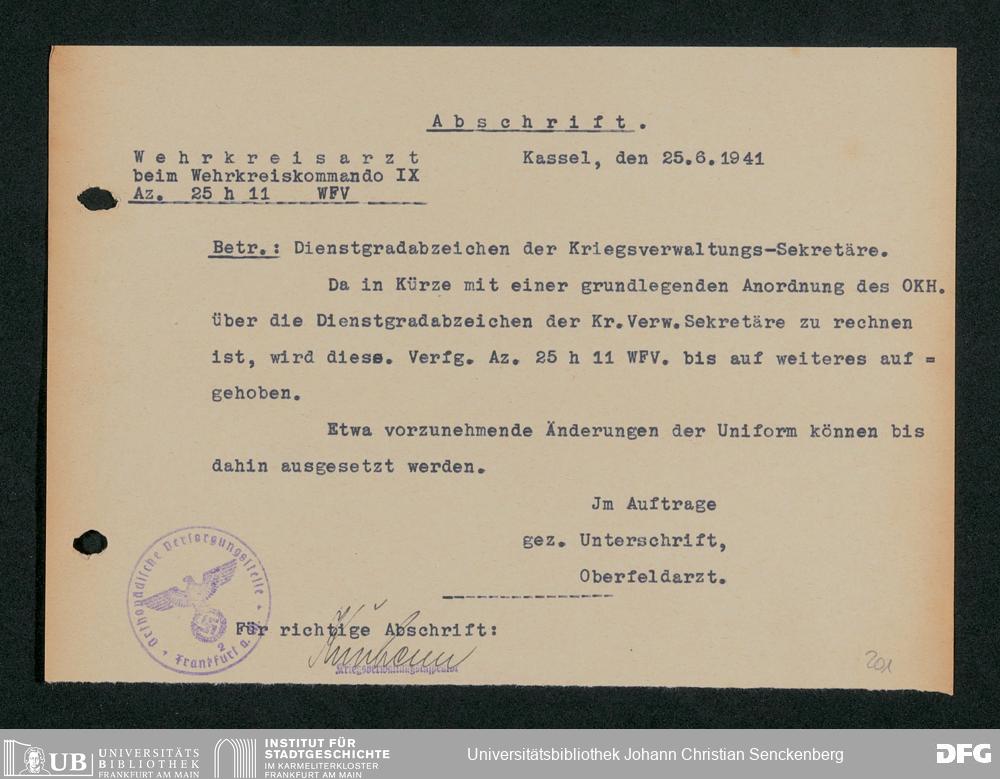 Abschrift.
Wehrkreisarzt
beim Wehrkreiskommando IX
Az. 25 h 11 WFV
Kassel, den 25.6.1941
Betr.: Dienstgradabzeichen der Kriegsverwaltungs-Sekretäre.
Da in Kürze mit einer grundlegenden Anordnung des OKH.
über die Dienstgradabzeichen der Kr.Verw.Sekretäre zu rechnen
ist, wird diess. Verfg. Az. 25 h 11 WFV. bis auf weiteres auf =
gehoben.
Etwa vorzunehmende Änderungen der Uniform können bis
dahin ausgesetzt werden.
Jm Auftrage
gez. Unterschrift,
Oberfeldarzt.
Orthopädische Versorgungsstelle
Frankfurt a.
2
Für richtige Abschrift:
201
UB UNIVERSITÄTS
BIBLIOTHEK
FRANKFURT AM MAIN
INSTITUT FÜR
STADTGESCHICHTE
IM KARMELITERKLOSTER
FRANKFURT AM MAIN
Universitätsbibliothek Johann Christian Senckenberg
DFG